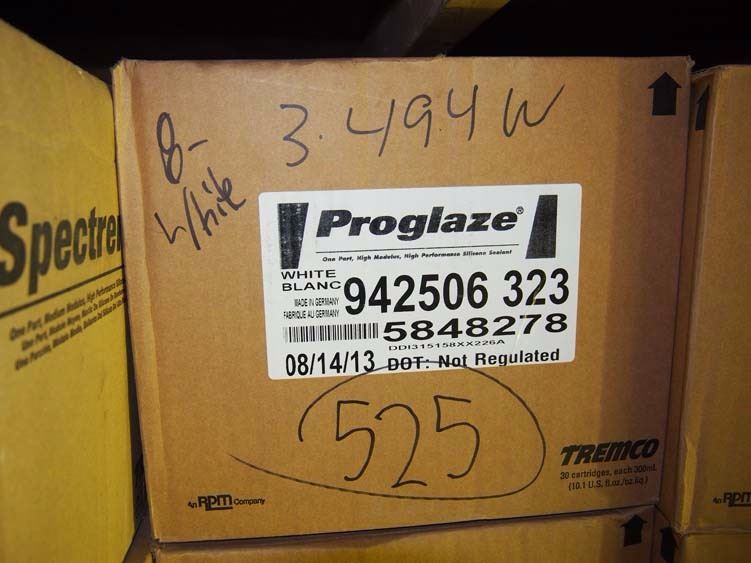 8-
White
3.494W
Proglaze®
One Part, High Modulus, High Performance Silicone Sealant
WHITE
BLANC
MADE IN GERMANY
FABRIQUE AU GERMANY
942506 323
5848278
DDI315158XX226A
08/14/13 DOT: Not Regulated
525
TREMCO
30 cartridges, each 300mL
(10.1 U.S. fl.oz./oz.liq.)
An RPM Company
Spectrem
One Part, Medium Modulus, High Performance Silicone
An RPM